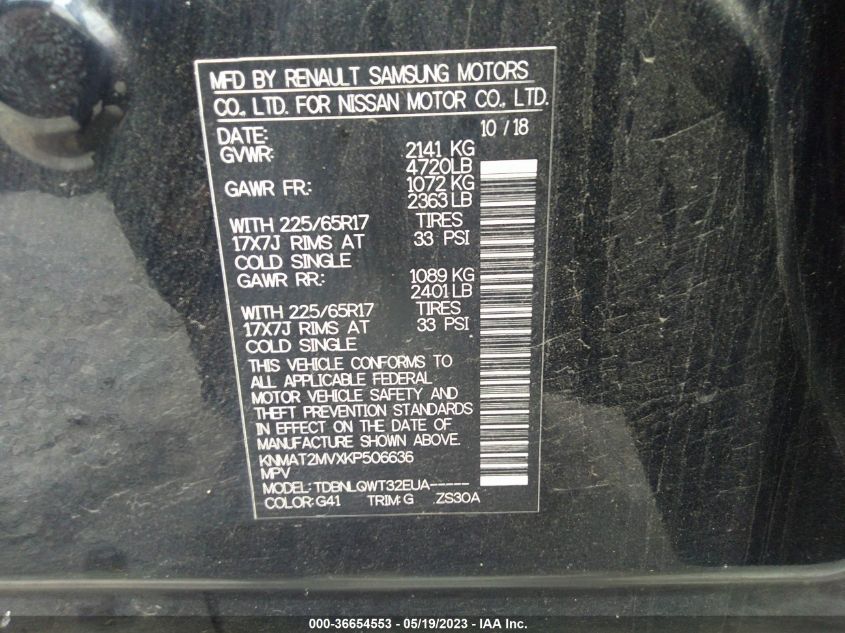 MFD BY RENAULT SAMSUNG MOTORS
CO., LTD. FOR NISSAN MOTOR CO., LTD.
DATE: 10 / 18
GVWR: 2141 KG
4720LB
GAWR FR: 1072 KG
2363 LB
WITH 225/65R17 TIRES
17X7J RIMS AT 33 PSI
COLD SINGLE
GAWR RR: 1089 KG
2401 LB
WITH 225/65R17 TIRES
17X7J RIMS AT 33 PSI
COLD SINGLE
THIS VEHICLE CONFORMS TO
ALL APPLICABLE FEDERAL
MOTOR VEHICLE SAFETY AND
THEFT PREVENTION STANDARDS
IN EFFECT ON THE DATE OF
MANUFACTURE SHOWN ABOVE.
KNMAT2MVXKP506636
MPV
MODEL: TDBNLQWT32EUA-----
COLOR: G41 TRIM: G ZS30A
000-36654553 - 05/19/2023 - IAA Inc.